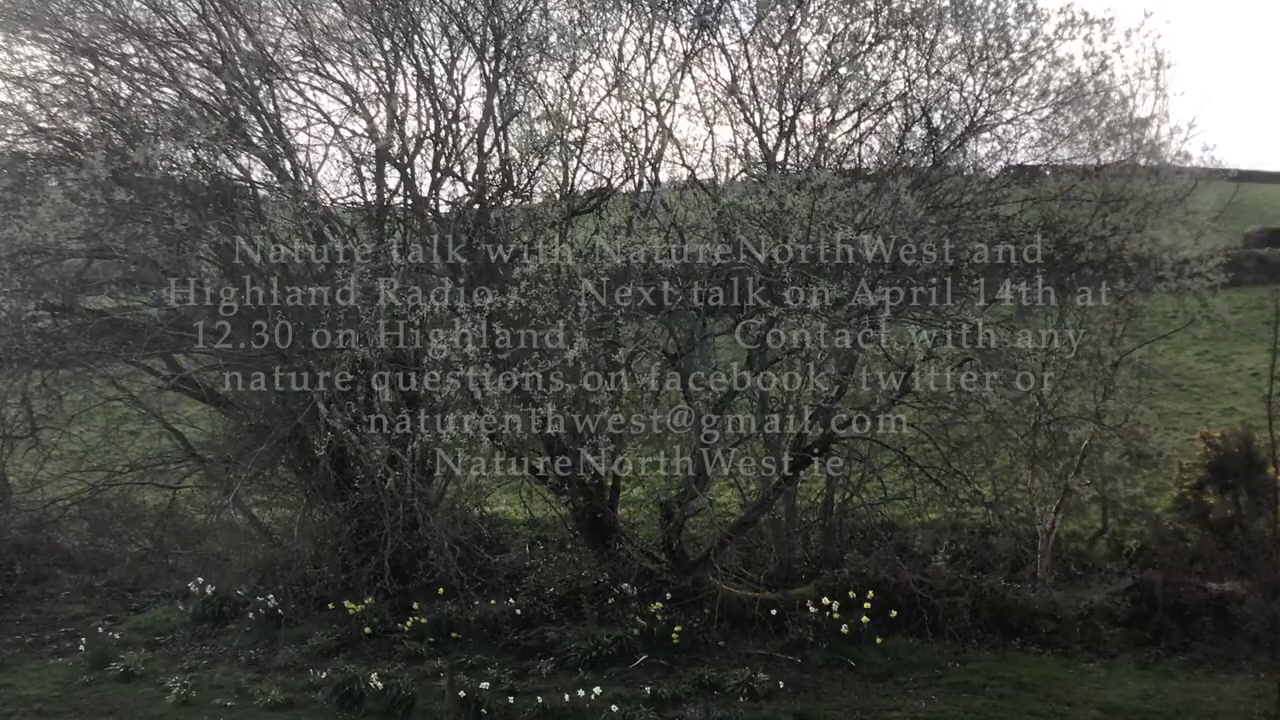 Nature talk with NatureNorthWest and
Highland Radio. Next talk on April 14th at
12.30 on Highland Contact with any
nature questions on facebook, twitter or
naturenthwest@gmail.com
NatureNorthWest.ie